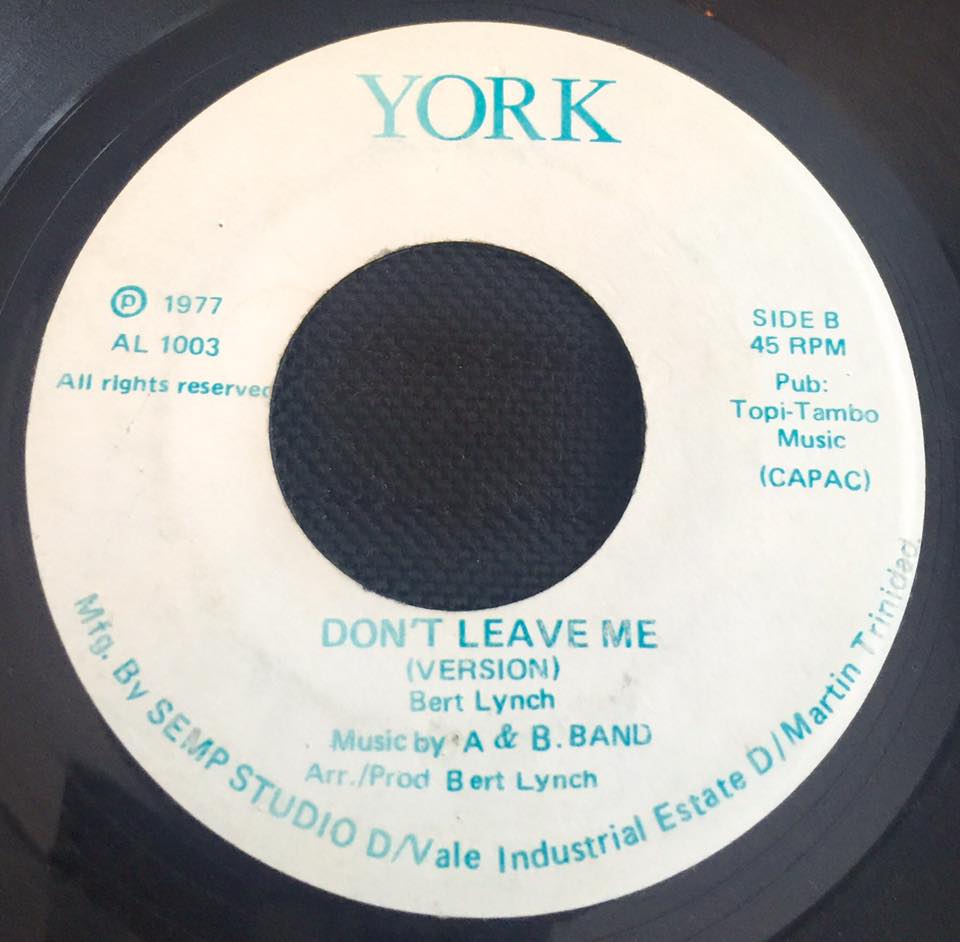 YORK
℗ 1977
AL 1003
All rights reserved
SIDE B
45 RPM
Pub:
Topi-Tambo
Music
(CAPAC)
DON'T LEAVE ME
(VERSION)
Bert Lynch
Music by A & B. BAND
Arr./Prod Bert Lynch
Mfg. By SEMP STUDIO D/Vale Industrial Estate D/Martin Trinidad.